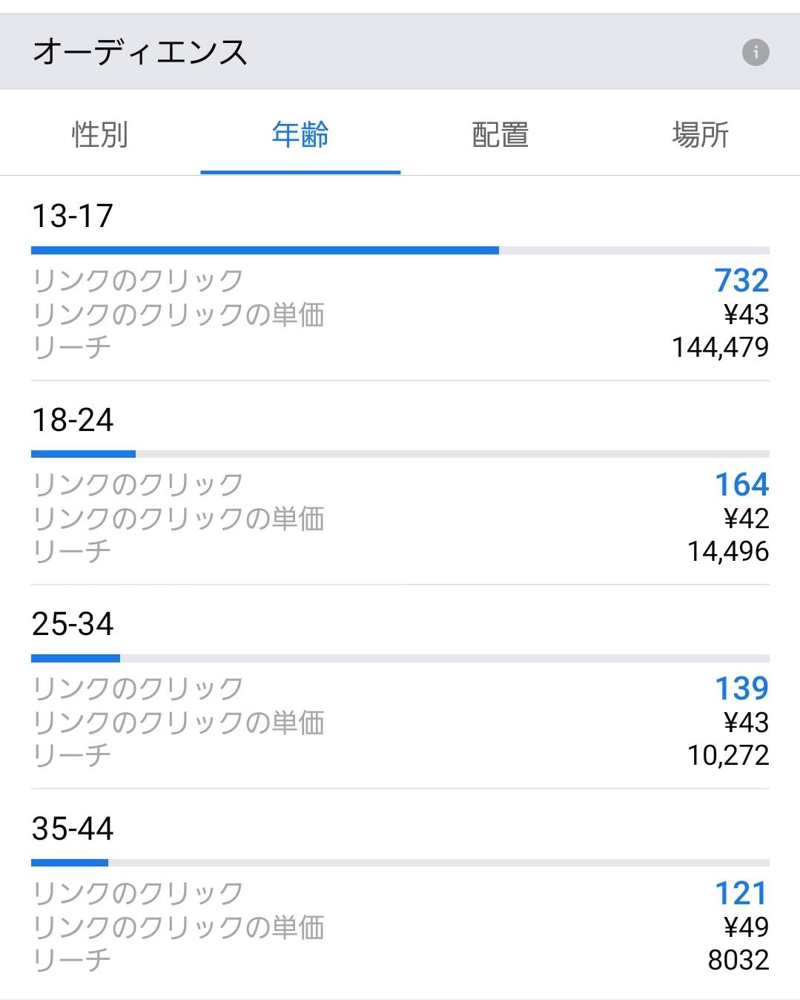 オーディエンス
性別 年齢 配置 場所
13-17
リンクのクリック 732
リンクのクリックの単価 ¥43
リーチ 144,479
18-24
リンクのクリック 164
リンクのクリックの単価 ¥42
リーチ 14,496
25-34
リンクのクリック 139
リンクのクリックの単価 ¥43
リーチ 10,272
35-44
リンクのクリック 121
リンクのクリックの単価 ¥49
リーチ 8032